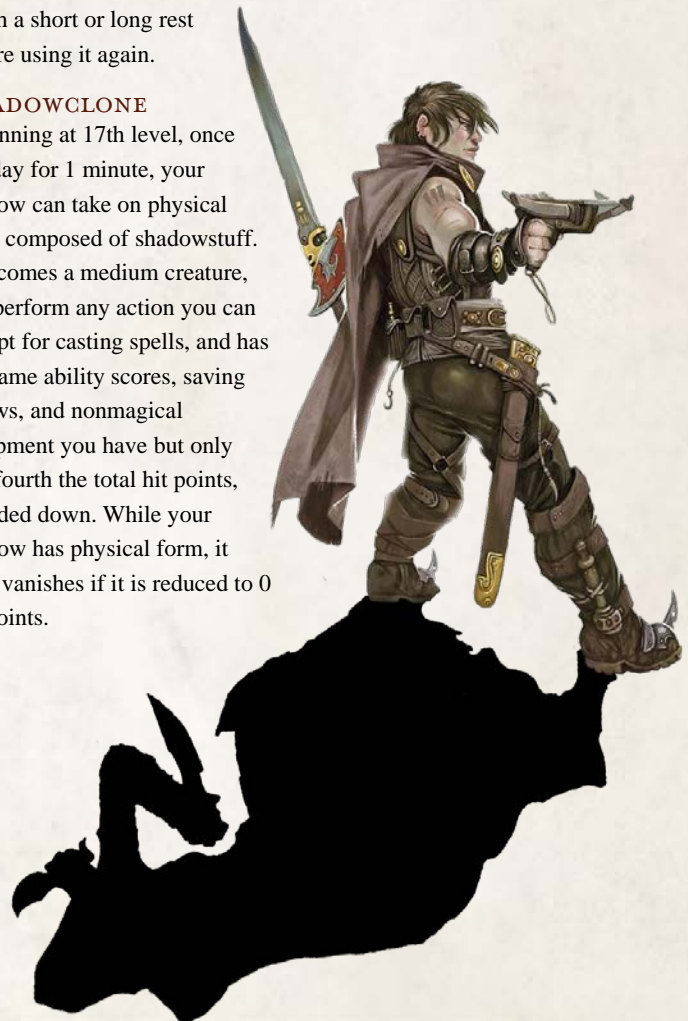 n a short or long rest
re using it again.
ADOWCLONE
nning at 17th level, once
day for 1 minute, your
ow can take on physical
composed of shadowstuff.
comes a medium creature,
perform any action you can
pt for casting spells, and has
ame ability scores, saving
ws, and nonmagical
pment you have but only
fourth the total hit points,
ded down. While your
ow has physical form, it
vanishes if it is reduced to 0
oints.